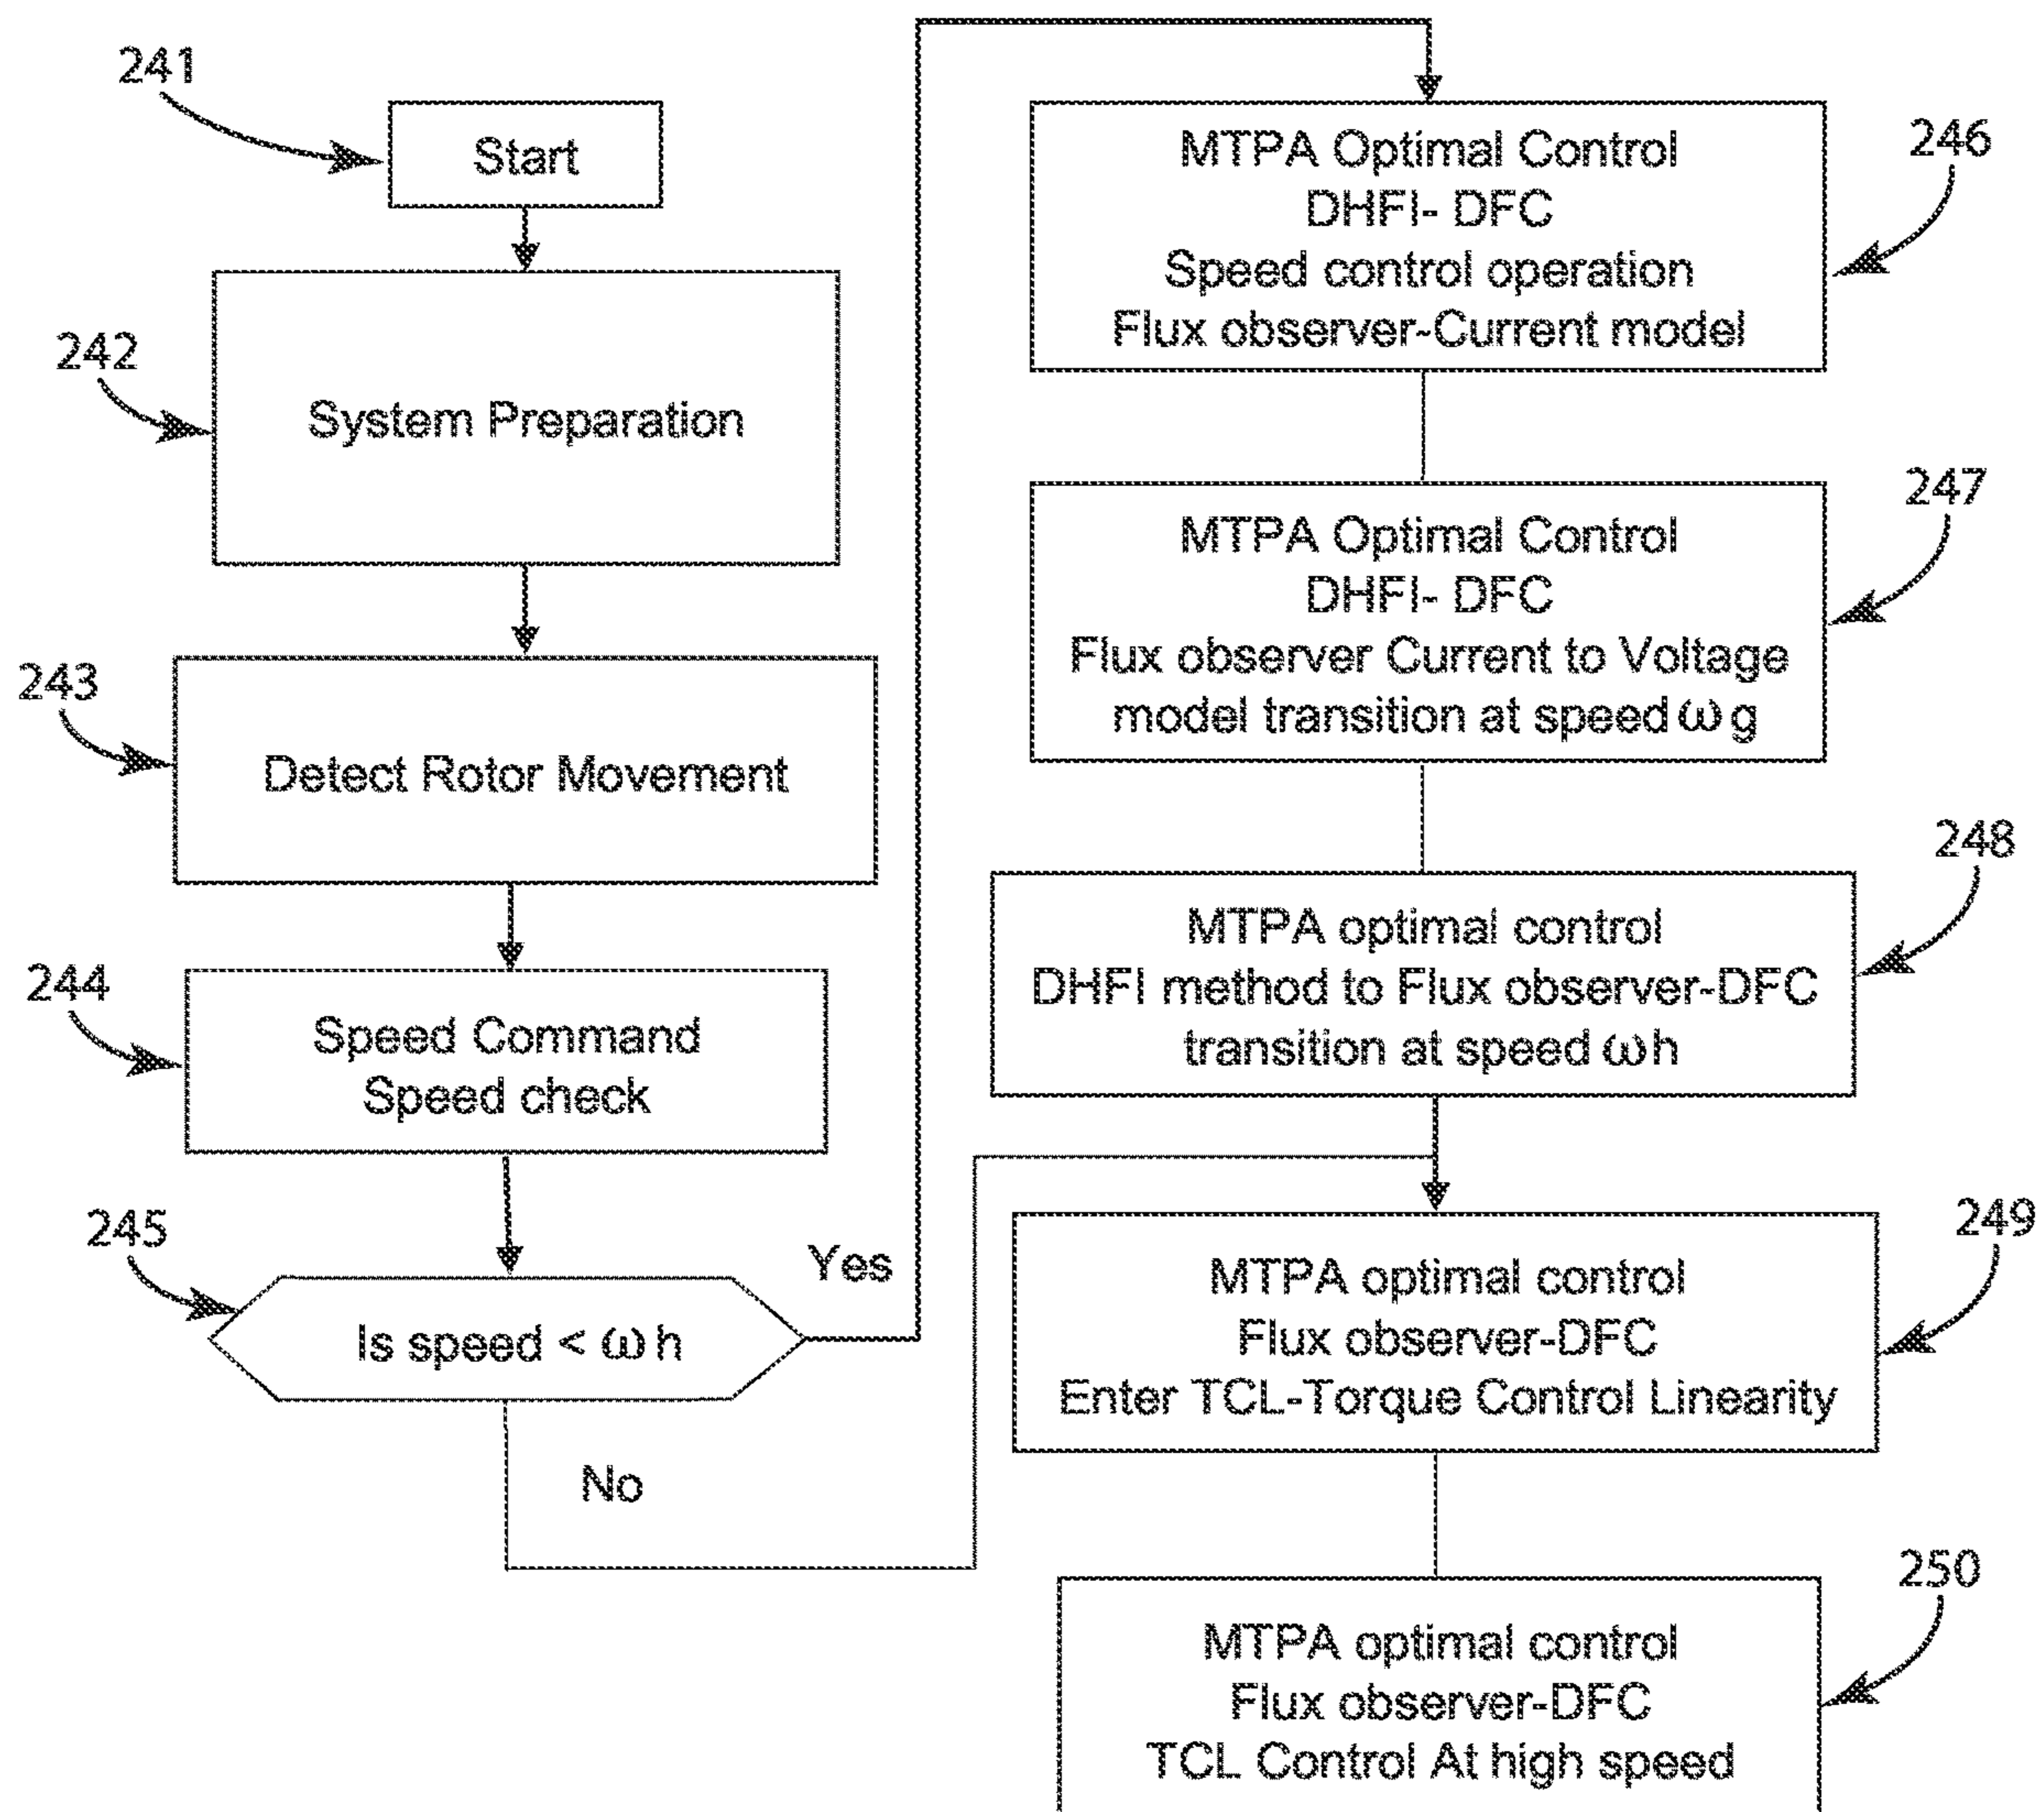 241
Start
242
System Preparation
243
Detect Rotor Movement
244
Speed Command
Speed check
245
Is speed < ωh
Yes
No
246
MTPA Optimal Control
DHFI- DFC
Speed control operation
Flux observer-Current model
247
MTPA Optimal Control
DHFI- DFC
Flux observer Current to Voltage
model transition at speed ωg
248
MTPA optimal control
DHFI method to Flux observer-DFC
transition at speed ωh
249
MTPA optimal control
Flux observer-DFC
Enter TCL-Torque Control Linearity
250
MTPA optimal control
Flux observer-DFC
TCL Control At high speed